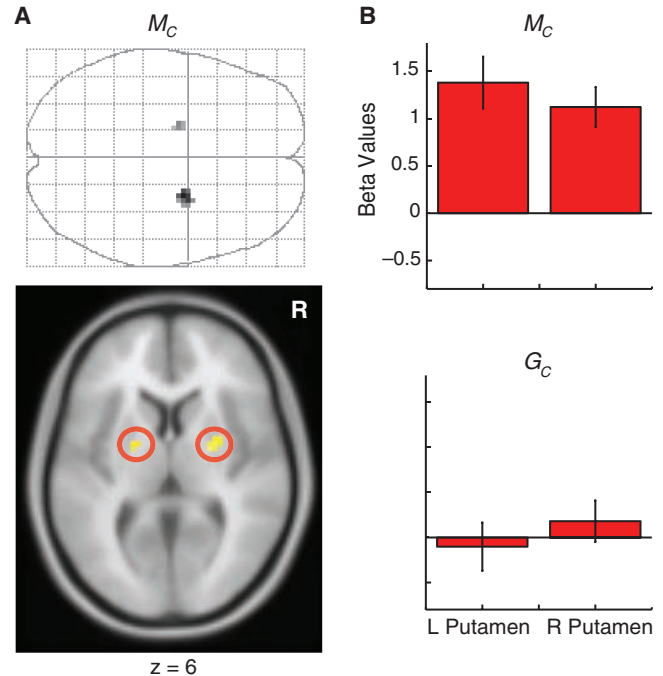 A
M_C
R
z = 6
B
M_C
Beta Values
1.5
1
0.5
0
–0.5
G_C
L Putamen R Putamen